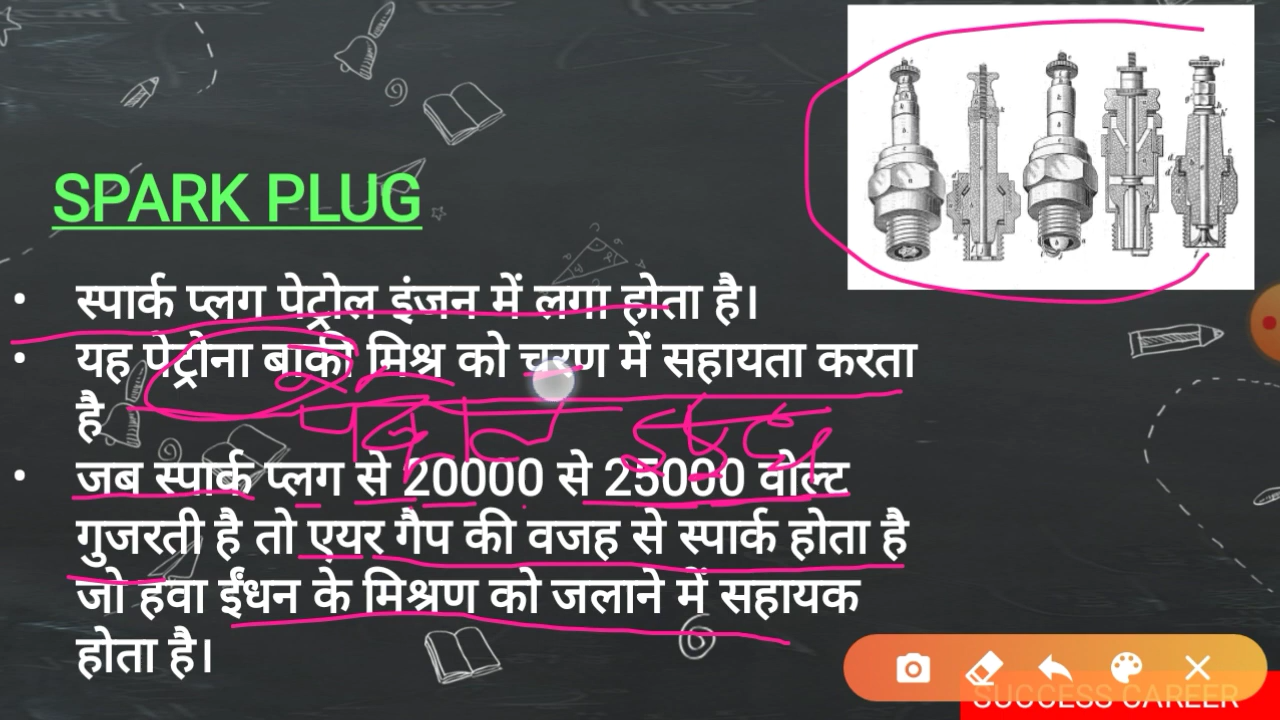 SPARK PLUG
• स्पार्क प्लग पेट्रोल इंजन में लगा होता है।
• यह पेट्रोना बाकी मिश्र को चरण में सहायता करता
है
• जब स्पार्क प्लग से 20000 से 25000 वोल्ट
गुजरती है तो एयर गैप की वजह से स्पार्क होता है
जो हवा ईंधन के मिश्रण को जलाने में सहायक
होता है।
SUCCESS CAREER